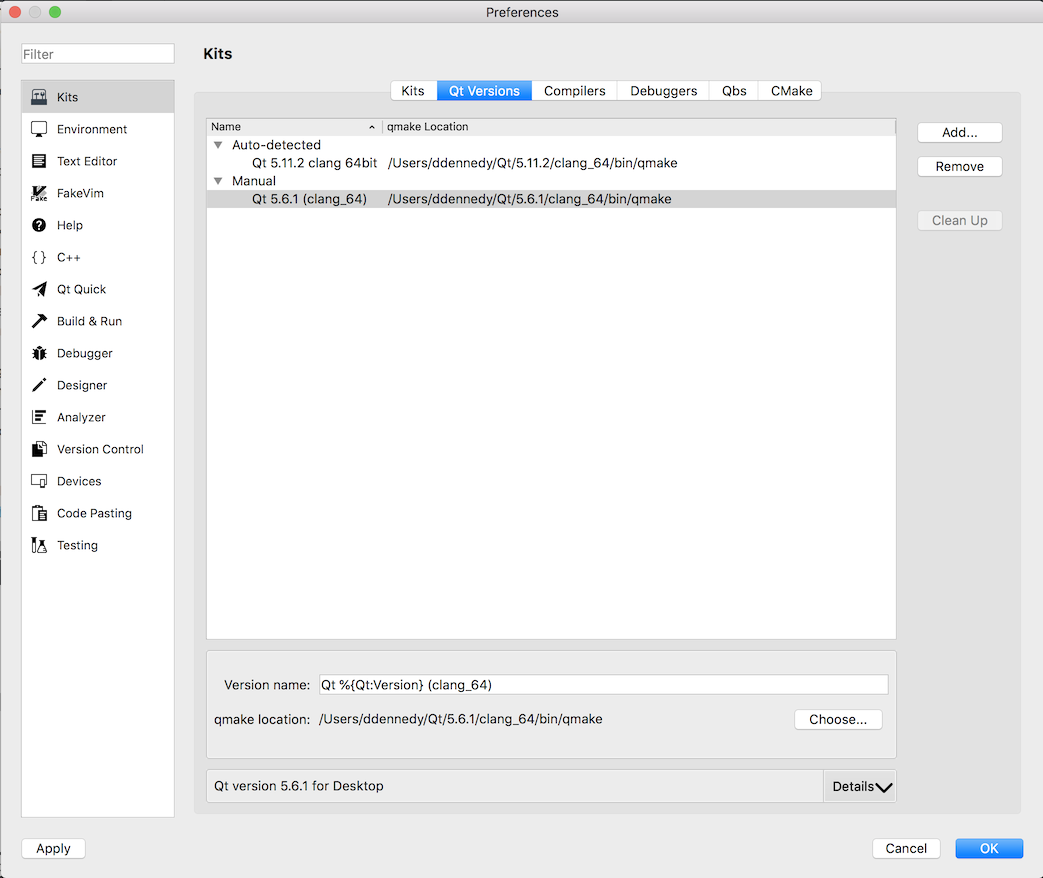 Preferences
Filter
Kits
Environment
Text Editor
FakeVim
Help
C++
Qt Quick
Build & Run
Debugger
Designer
Analyzer
Version Control
Devices
Code Pasting
Testing
Kits
Kits Qt Versions Compilers Debuggers Qbs CMake
Name qmake Location
Auto-detected
Qt 5.11.2 clang 64bit /Users/ddennedy/Qt/5.11.2/clang_64/bin/qmake
Manual
Qt 5.6.1 (clang_64) /Users/ddennedy/Qt/5.6.1/clang_64/bin/qmake
Add...
Remove
Clean Up
Version name: Qt %{Qt:Version} (clang_64)
qmake location: /Users/ddennedy/Qt/5.6.1/clang_64/bin/qmake Choose...
Qt version 5.6.1 for Desktop Details
Apply Cancel OK